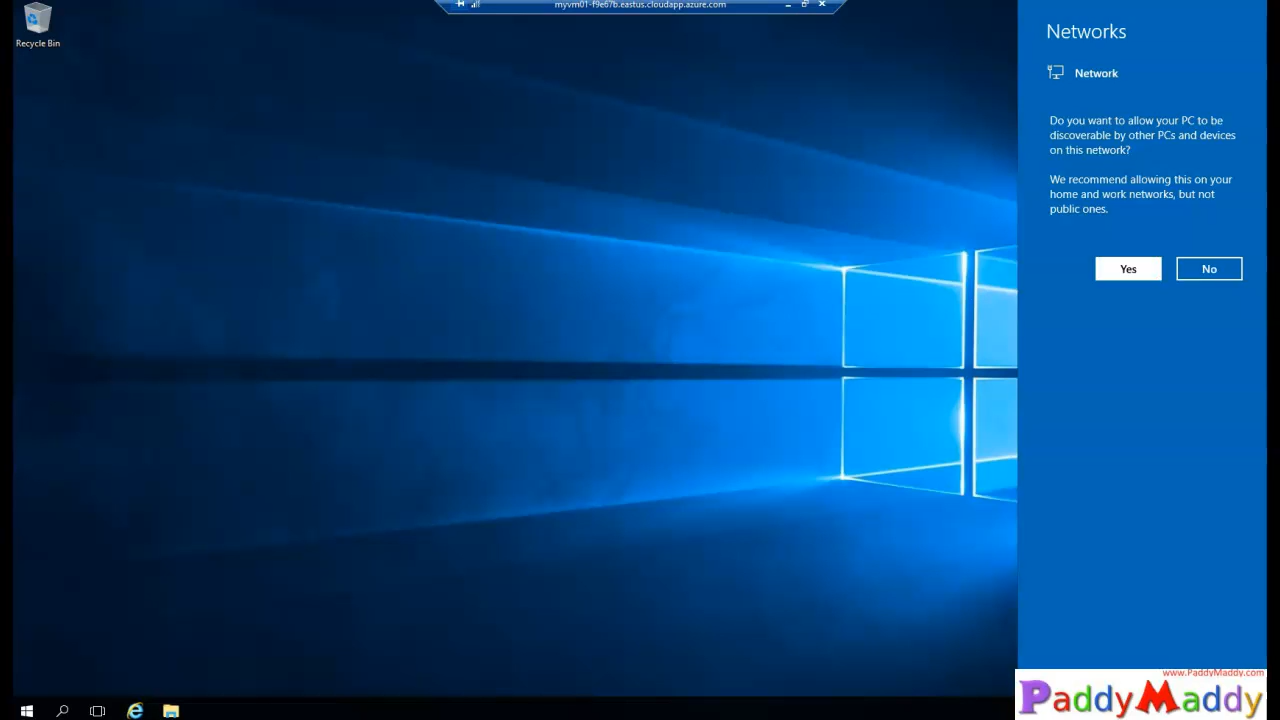 myvm01-f9e67b.eastus.cloudapp.azure.com
Recycle Bin
Networks
Network
Do you want to allow your PC to be
discoverable by other PCs and devices
on this network?
We recommend allowing this on your
home and work networks, but not
public ones.
Yes
No
www.PaddyMaddy.com
PaddyMaddy